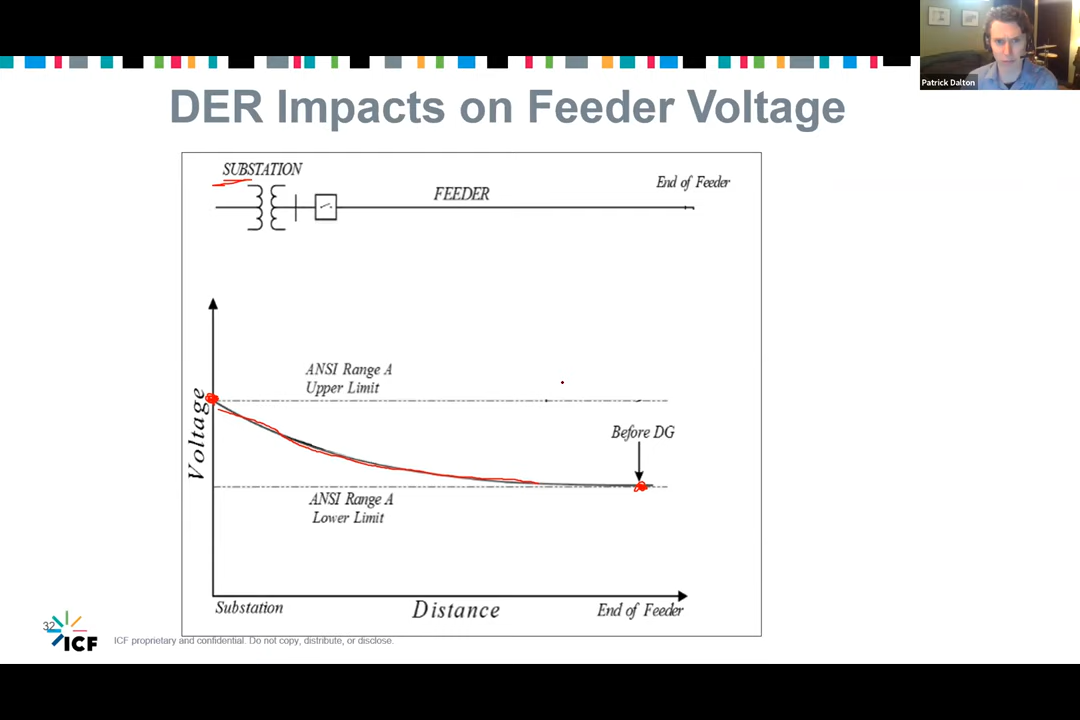 Patrick Dalton
DER Impacts on Feeder Voltage
SUBSTATION
FEEDER
End of Feeder
Voltage
ANSI Range A
Upper Limit
Before DG
ANSI Range A
Lower Limit
Substation
Distance
End of Feeder
32
ICF
ICF proprietary and confidential. Do not copy, distribute, or disclose.